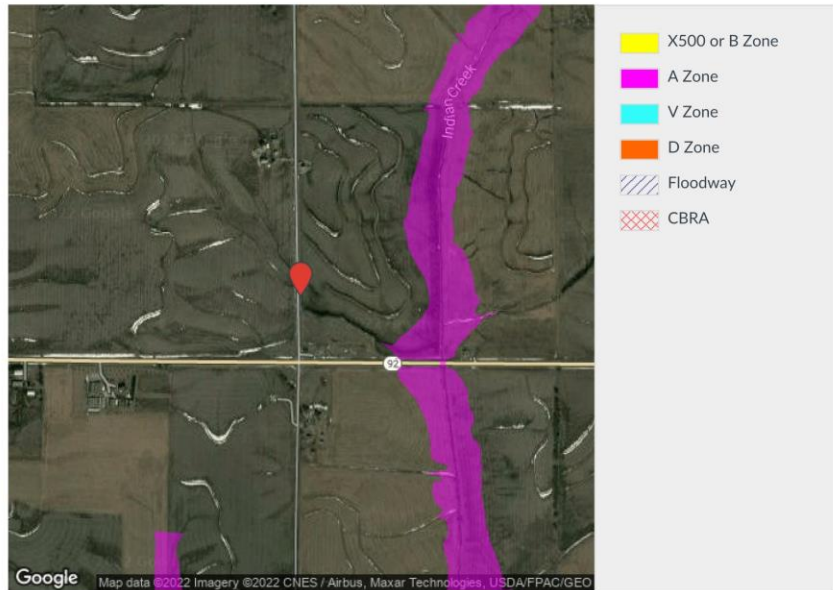 X500 or B Zone
A Zone
V Zone
D Zone
Floodway
CBRA
Indian Creek
92
Google
Map data ©2022 Imagery ©2022 CNES / Airbus, Maxar Technologies, USDA/FPAC/GEO